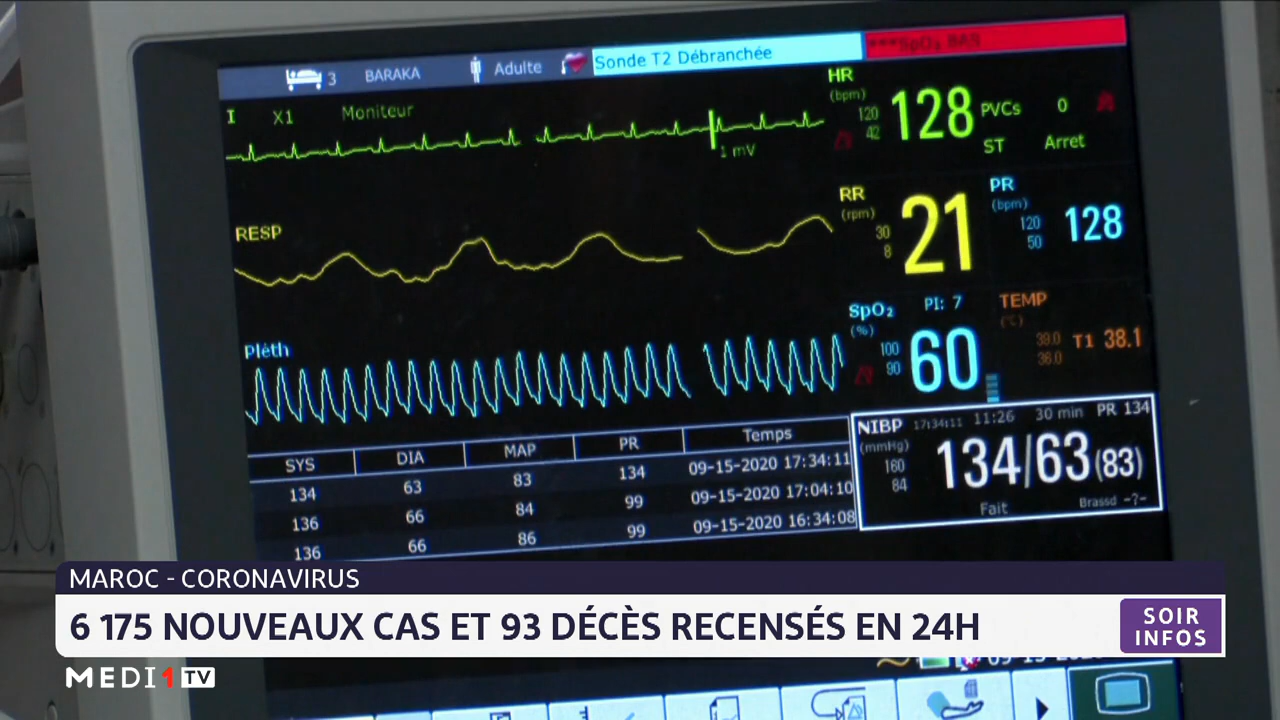 3 BARAKA Adulte Sonde T2 Débranchée ***SpO₂ BAS
I X1 Moniteur
1 mV
HR
(bpm)
120
42
128
PVCs 0
ST Arret
RESP
RR
(rpm)
30
8
21
PR
(bpm)
120
50
128
Pléth
SpO₂
(%)
100
90
PI: 7
60
TEMP
(°C)
39.0
36.0
T1 38.1
SYS DIA MAP PR Temps
134 63 83 134 09-15-2020 17:34:11
136 66 84 99 09-15-2020 17:04:10
136 66 86 99 09-15-2020 16:34:08
NIBP 17:34:11 11:26 30 min PR 134
(mmHg)
160
84
134/63(83)
Fait Brassd -?-
MAROC - CORONAVIRUS
6 175 NOUVEAUX CAS ET 93 DÉCÈS RECENSÉS EN 24H
SOIR
INFOS
MEDI1TV